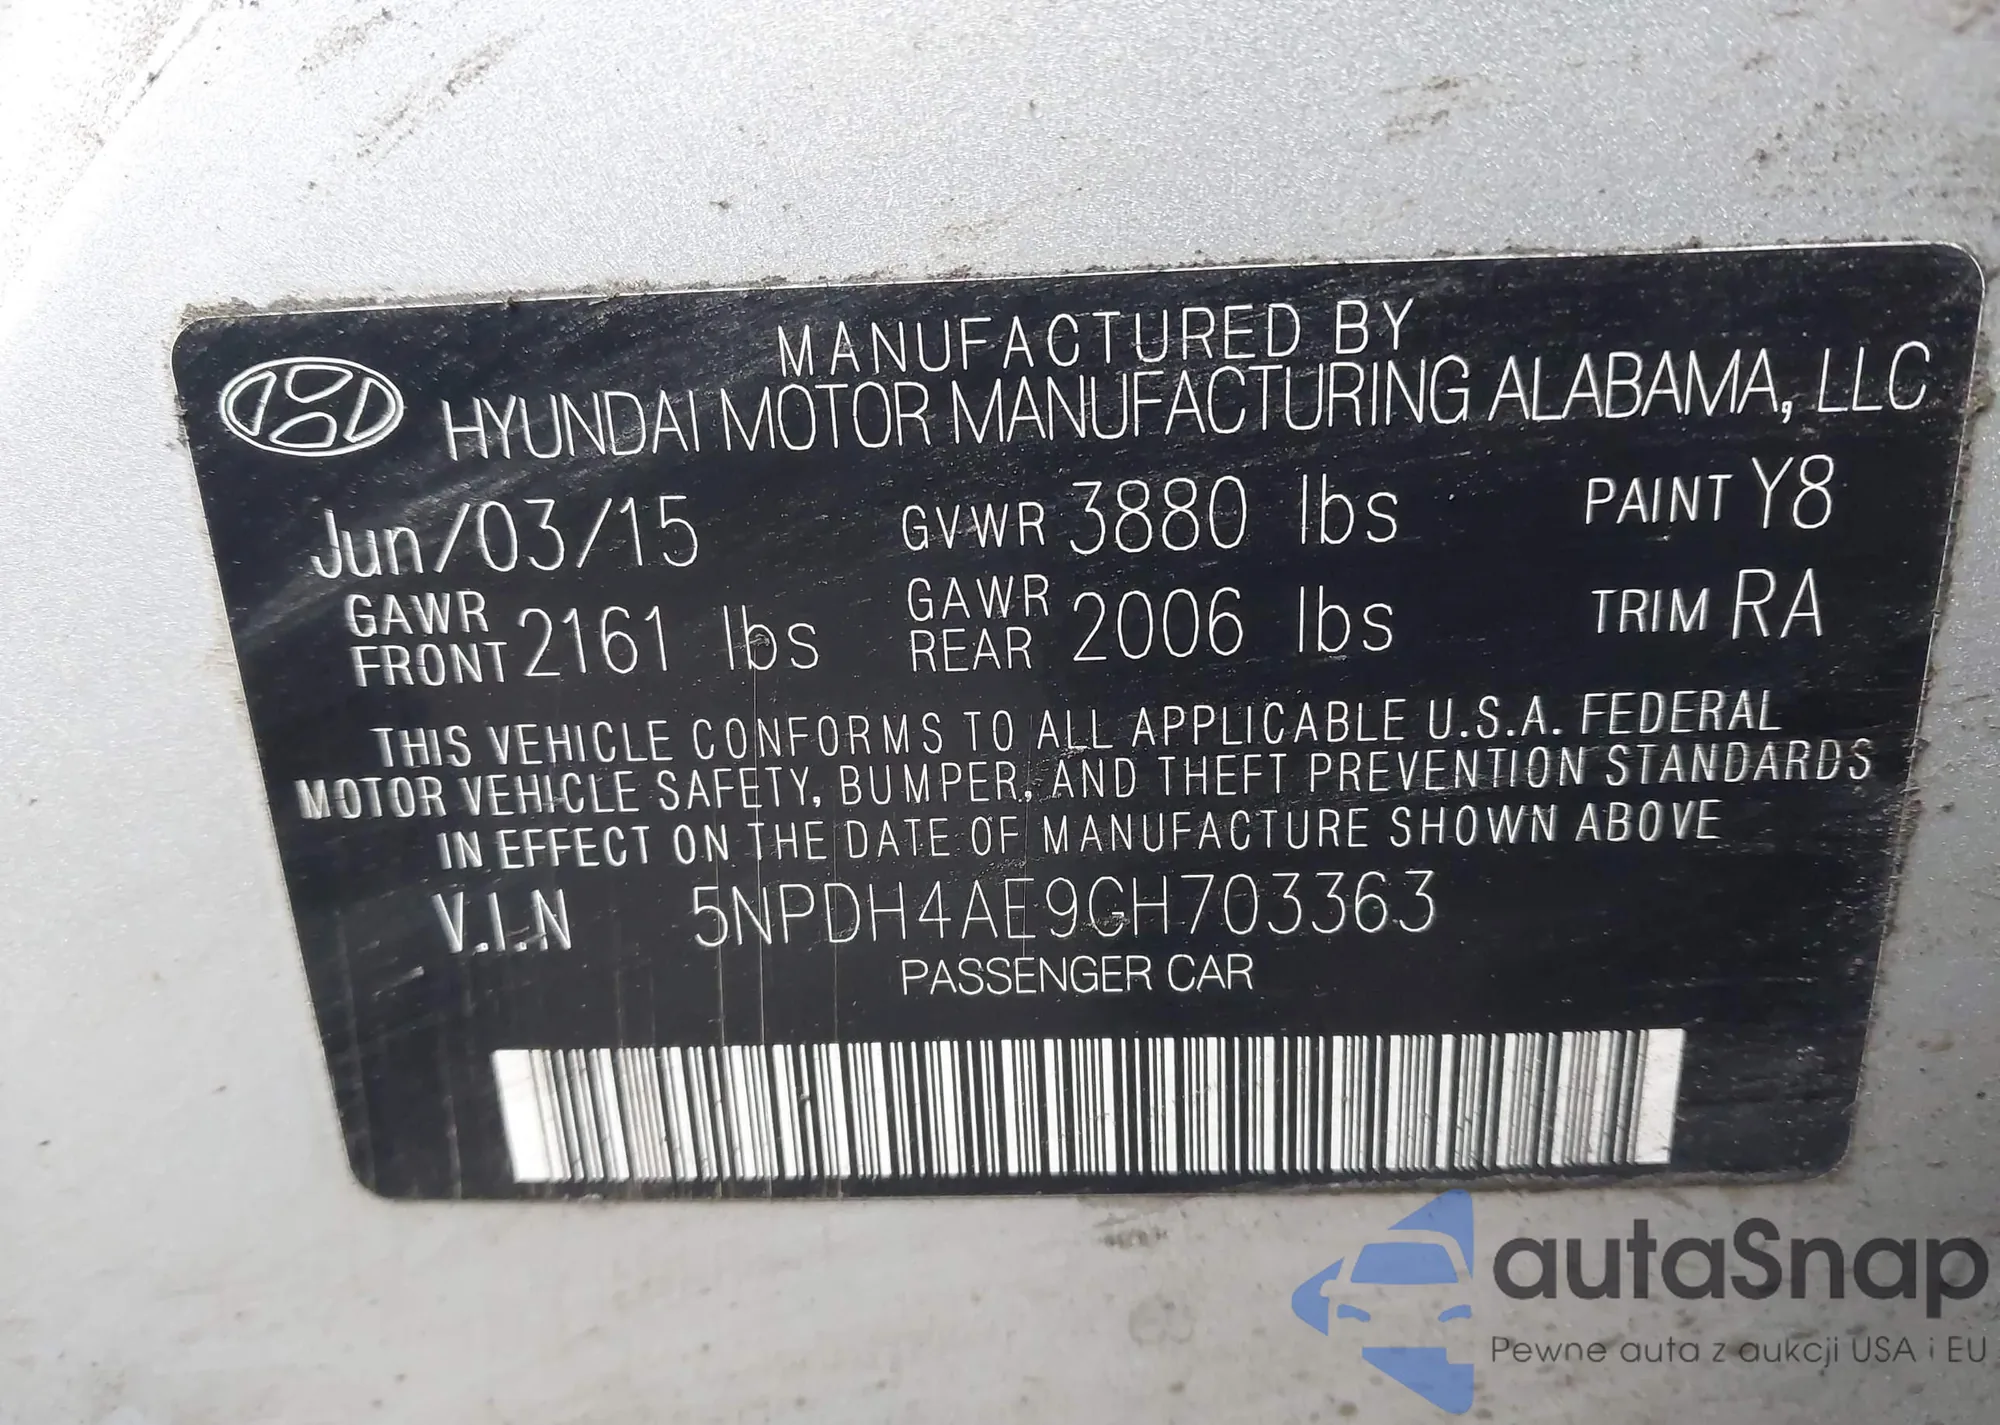 MANUFACTURED BY
HYUNDAI MOTOR MANUFACTURING ALABAMA, LLC
Jun/03/15 GVWR 3880 lbs PAINT Y8
GAWR FRONT 2161 lbs GAWR REAR 2006 lbs TRIM RA
THIS VEHICLE CONFORMS TO ALL APPLICABLE U.S.A. FEDERAL
MOTOR VEHICLE SAFETY, BUMPER, AND THEFT PREVENTION STANDARDS
IN EFFECT ON THE DATE OF MANUFACTURE SHOWN ABOVE
V.I.N 5NPDH4AE9GH703363
PASSENGER CAR
autaSnap
Pewne auta z aukcji USA i EU